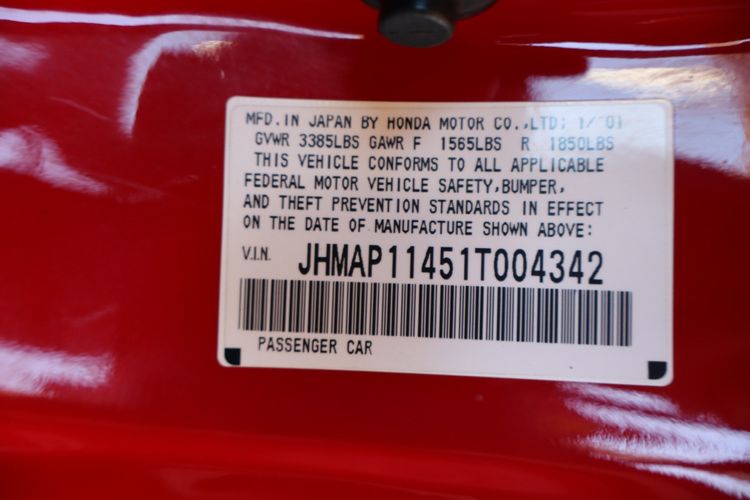 MFD. IN JAPAN BY HONDA MOTOR CO.,LTD; 1/ 01
GVWR 3385LBS GAWR F 1565LBS R 1850LBS
THIS VEHICLE CONFORMS TO ALL APPLICABLE
FEDERAL MOTOR VEHICLE SAFETY,BUMPER,
AND THEFT PREVENTION STANDARDS IN EFFECT
ON THE DATE OF MANUFACTURE SHOWN ABOVE:
V.I.N. JHMAP11451T004342
PASSENGER CAR